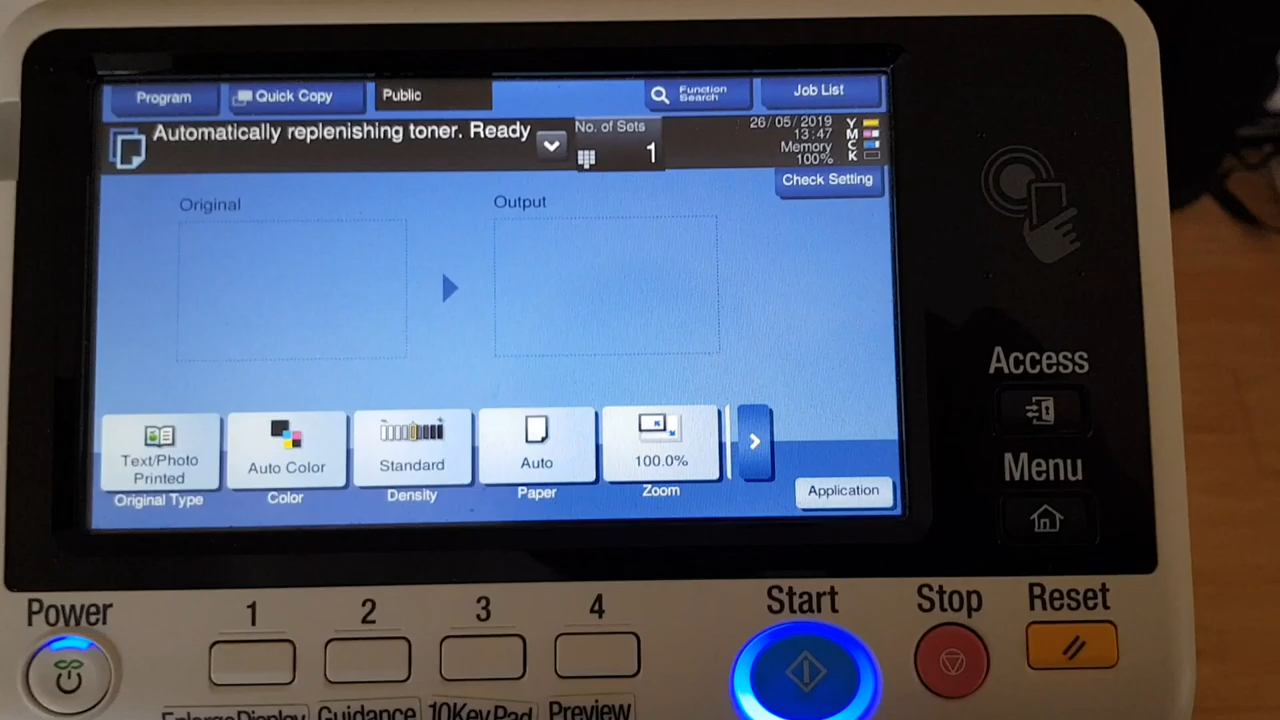 Program
Quick Copy
Public
Function
Search
Job List
Automatically replenishing toner. Ready
No. of Sets
1
26/05/2019
13:47
Memory
100%
Y
M
C
K
Check Setting
Original
Output
Text/Photo
Printed
Original Type
Auto Color
Color
Standard
Density
Auto
Paper
100.0%
Zoom
Application
Access
Menu
Power
1
2
3
4
Start
Stop
Reset
Enlarge Display
Guidance
10KeyPad
Preview